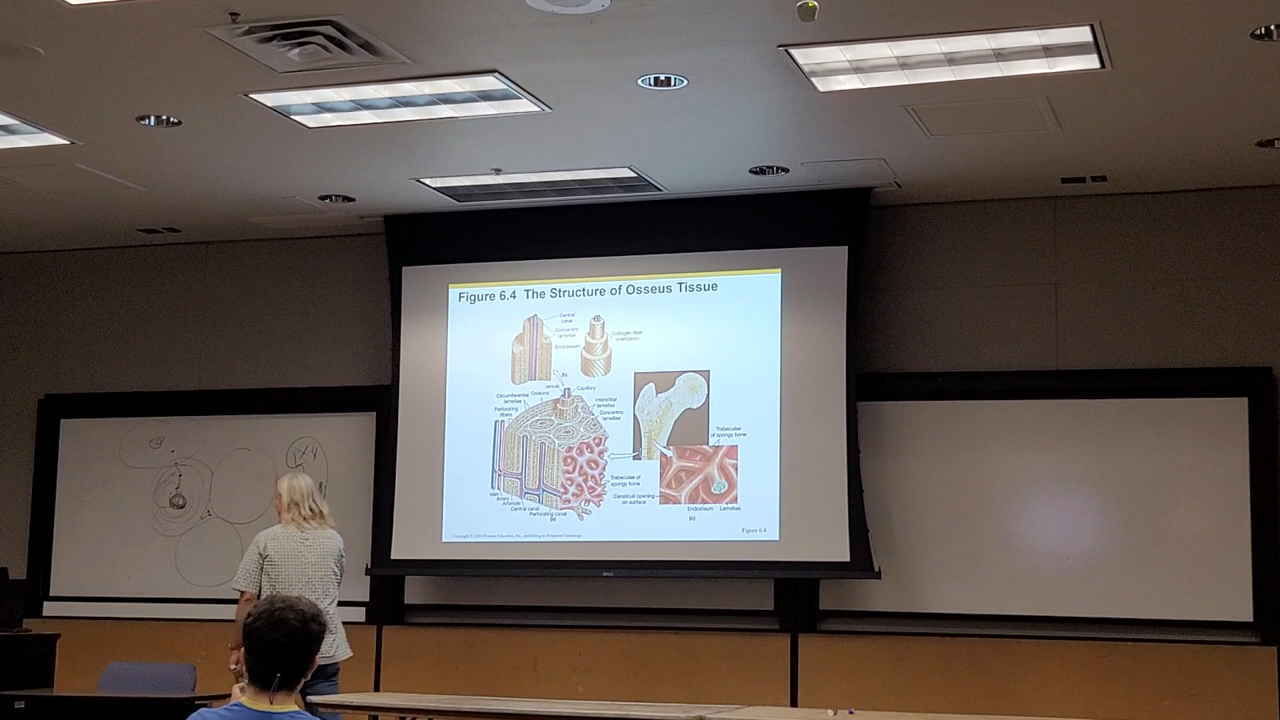 Figure 6.4 The Structure of Osseus Tissue
Central
canal
Concentric
lamellae
Endosteum
Collagen fiber
orientation
(b)
venule
Capillary
Circumferential
lamellae
Osteons
Interstitial
lamellae
Perforating
fibers
Concentric
lamellae
Trabeculae
of spongy bone
Trabeculae of
spongy bone
Canaliculi opening
on surface
Vein
Artery
Arteriole
Central canal
Perforating canal
(a)
Endosteum Lamellae
(c)
Figure 6.4